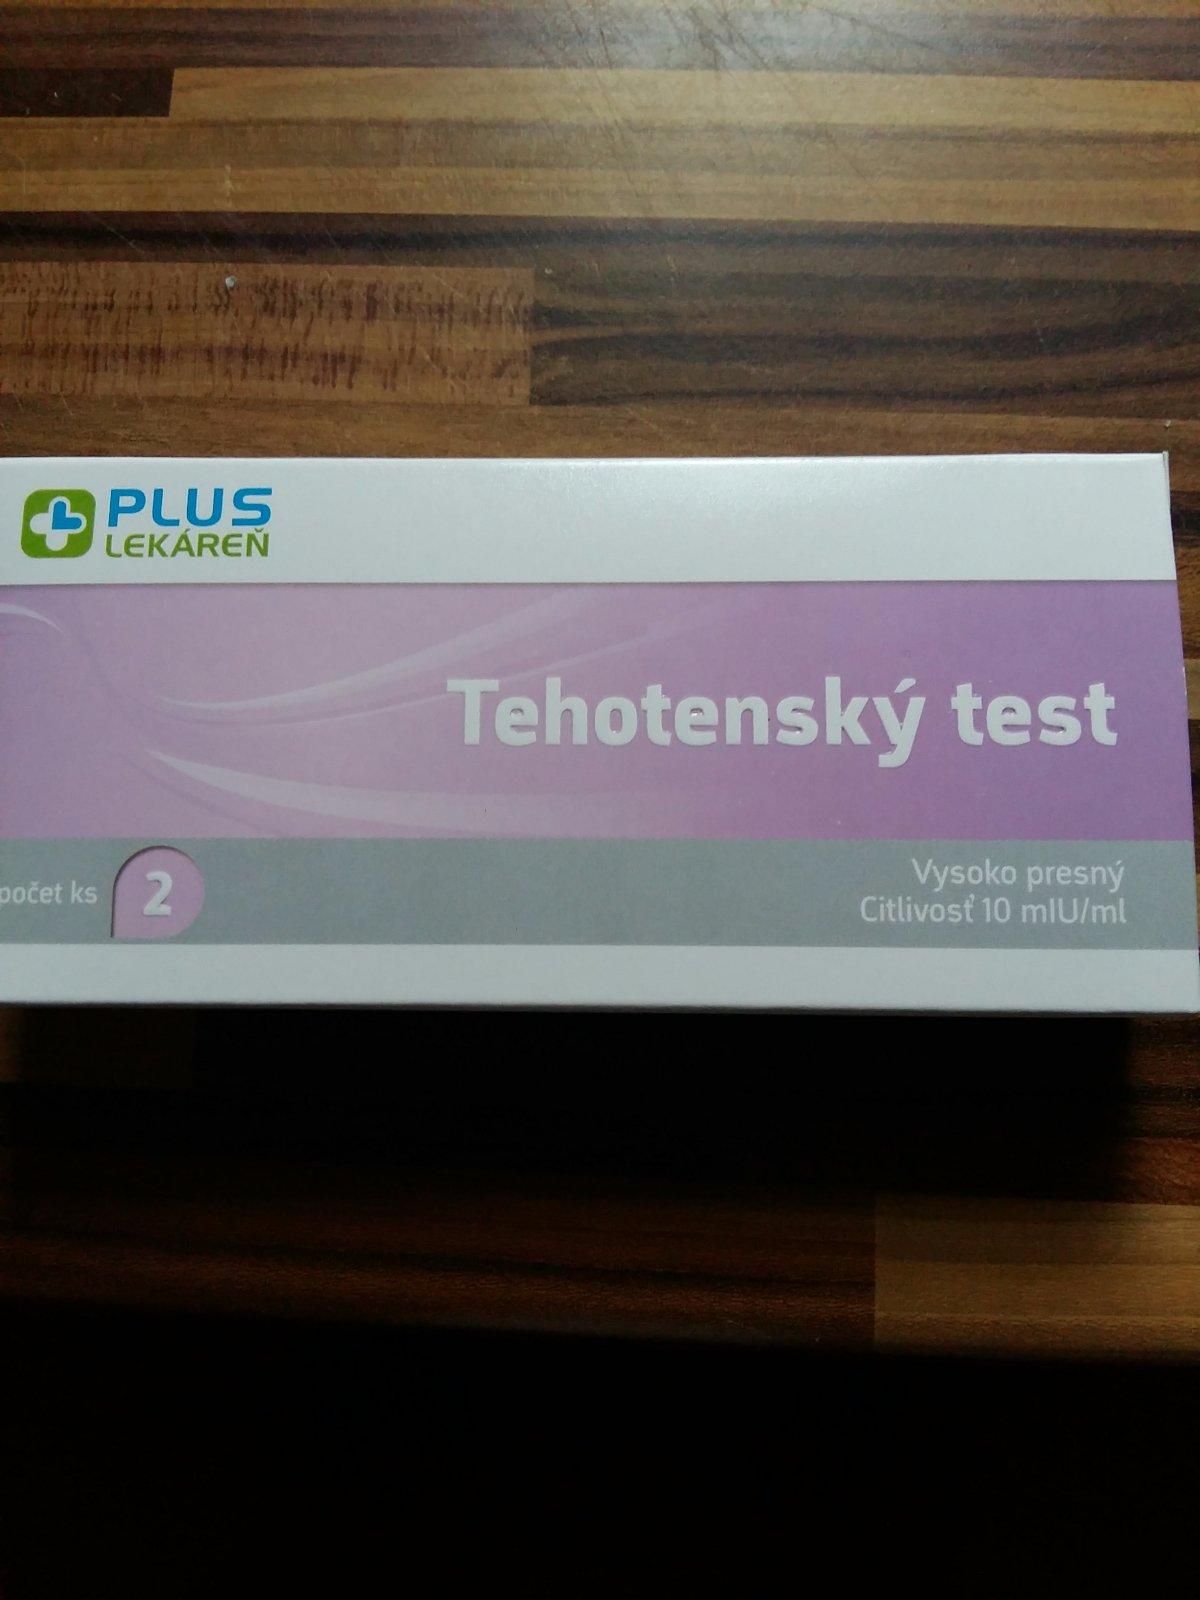 PLUS
LEKÁREŇ
Tehotenský test
počet ks 2
Vysoko presný
Citlivosť 10 mIU/ml